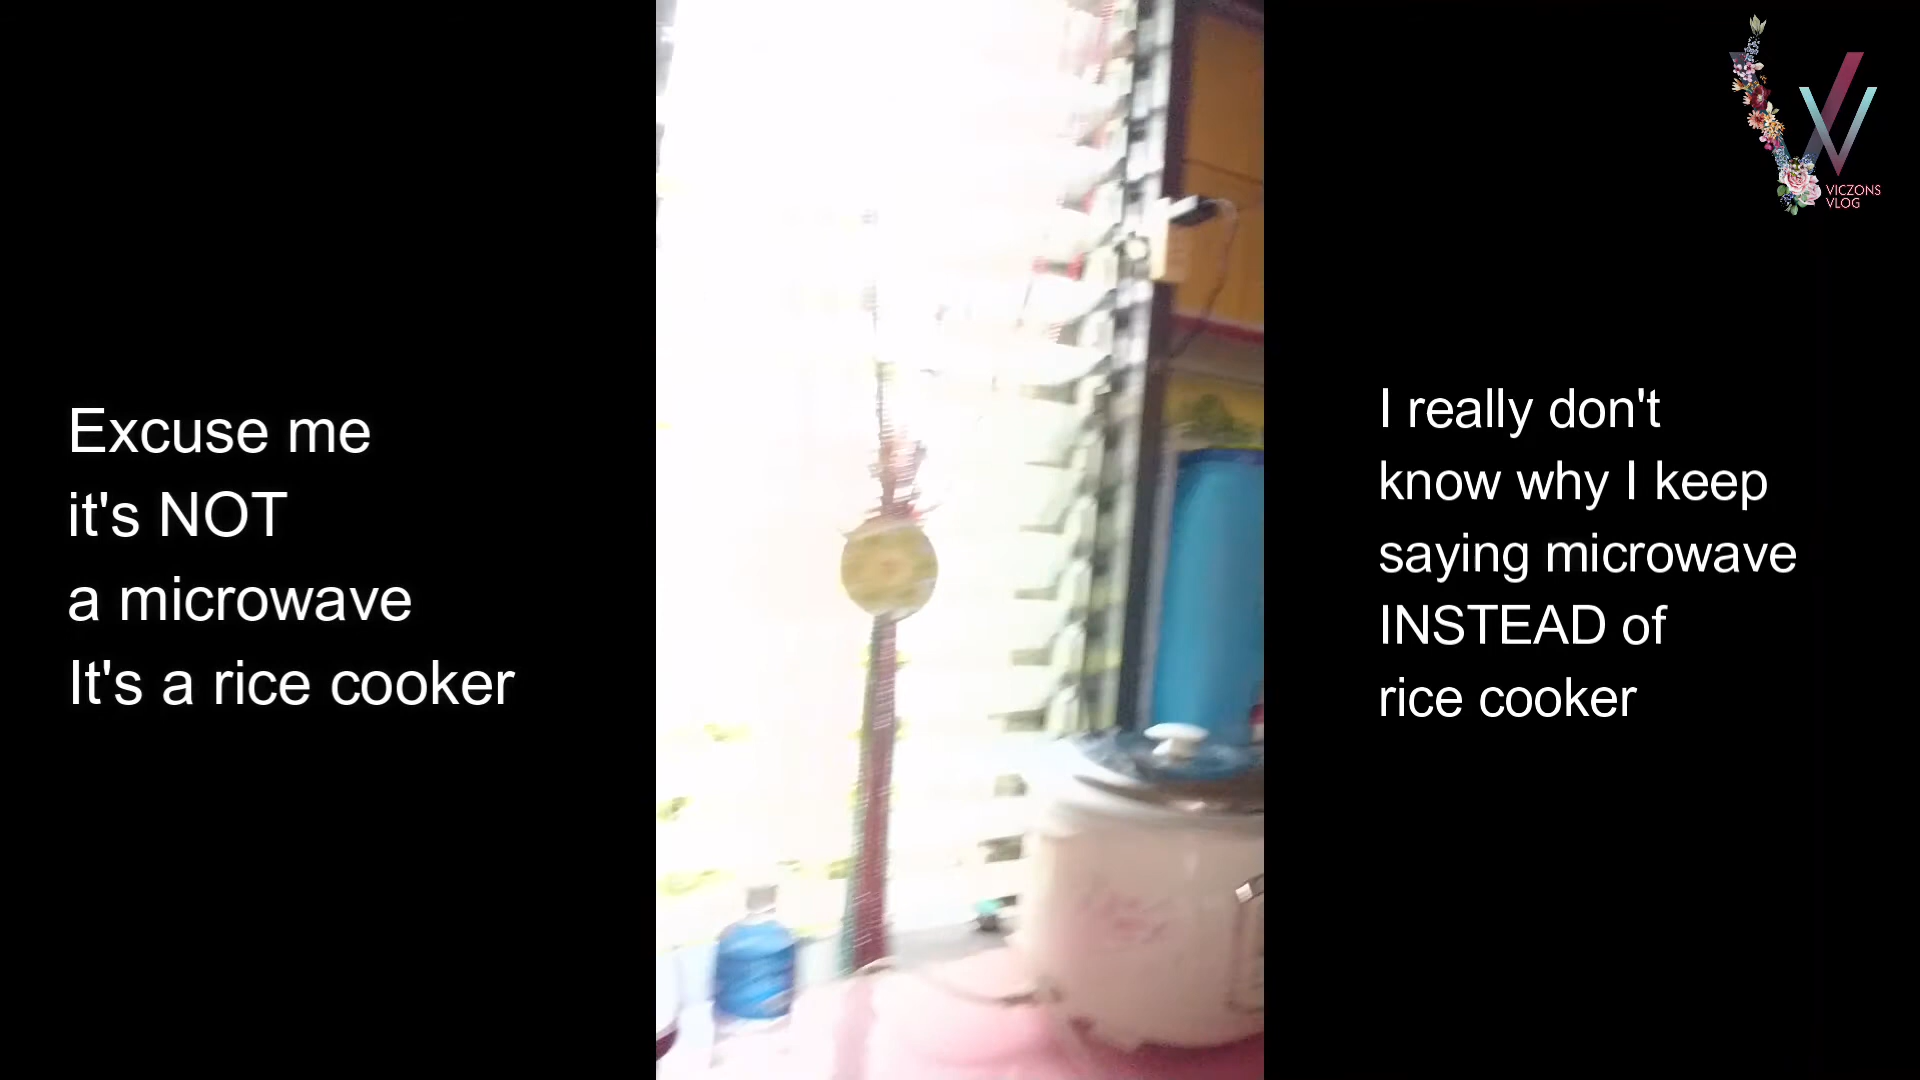 Excuse me
it's NOT
a microwave
It's a rice cooker
I really don't
know why I keep
saying microwave
INSTEAD of
rice cooker
VICZONS
VLOG